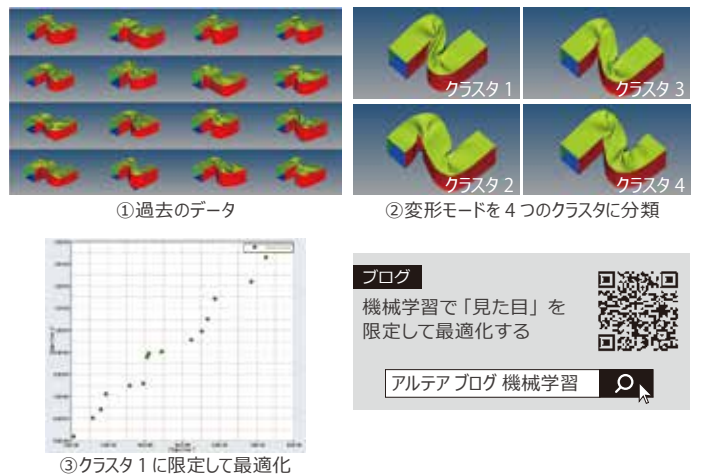 クラスタ 1
クラスタ 3
クラスタ 2
クラスタ 4
①過去のデータ
②変形モードを 4 つのクラスタに分類
③クラスタ 1 に限定して最適化
ブログ
機械学習で「見た目」を
限定して最適化する
アルテア ブログ 機械学習